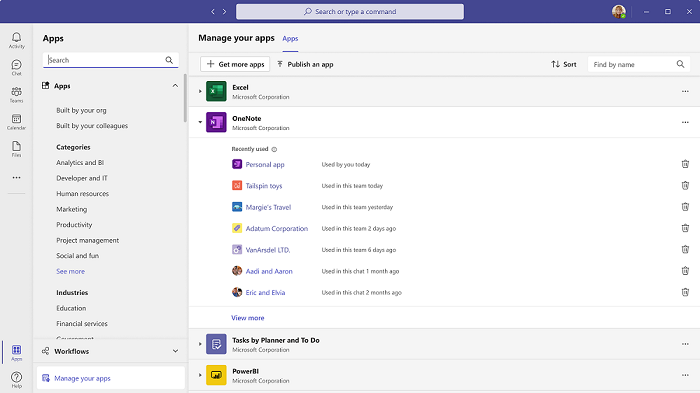 Search or type a command
Activity
Chat
Teams
Calendar
Files
Apps
Help
Apps
Search
Apps
Built by your org
Built by your colleagues
Categories
Analytics and BI
Developer and IT
Human resources
Marketing
Productivity
Project management
Social and fun
See more
Industries
Education
Financial services
Government
Workflows
Manage your apps
Manage your apps Apps
Get more apps Publish an app Sort Find by name
Excel
Microsoft Corporation
OneNote
Microsoft Corporation
Recently used
Personal app Used by you today
Tailspin toys Used in this team today
Margie's Travel Used in this team yesterday
Adatum Corporation Used in this team 2 days ago
VanArsdel LTD. Used in this team 6 days ago
Aadi and Aaron Used in this chat 1 month ago
Eric and Elvia Used in this chat 2 months ago
View more
Tasks by Planner and To Do
Microsoft Corporation
PowerBI
Microsoft Corporation